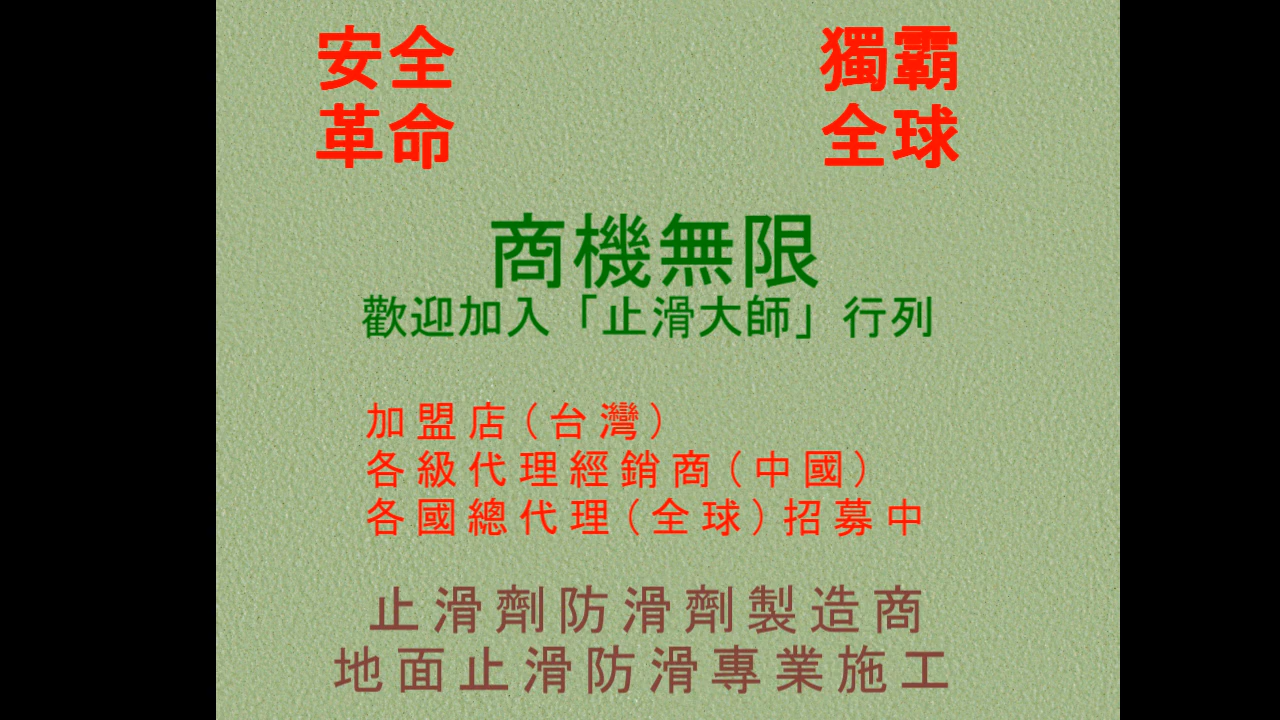 安全
革命
獨霸
全球
商機無限
歡迎加入「止滑大師」行列
加盟店(台灣)
各級代理經銷商(中國)
各國總代理(全球)招募中
止滑劑防滑劑製造商
地面止滑防滑專業施工